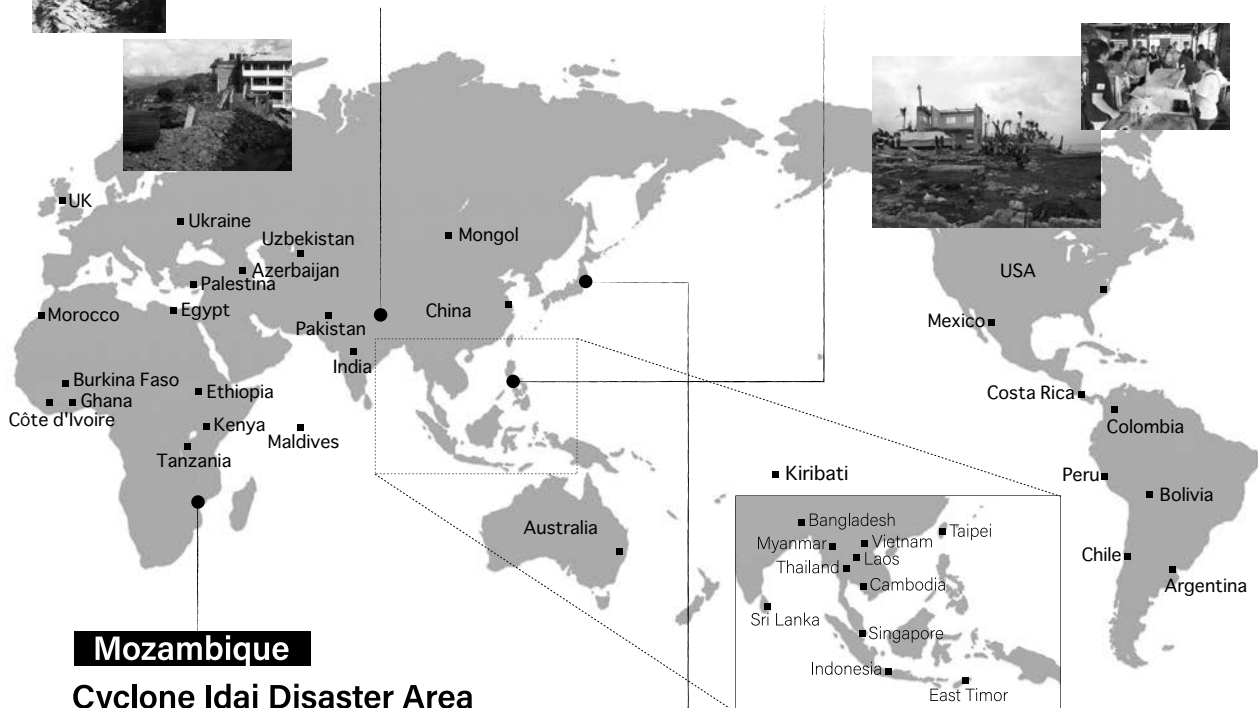 UK
Ukraine
Uzbekistan
Mongol
Azerbaijan
Palestina
USA
Morocco
Egypt
Pakistan
China
Mexico
India
Burkina Faso
Ghana
Côte d'Ivoire
Ethiopia
Kenya
Maldives
Tanzania
Costa Rica
Colombia
Kiribati
Peru
Bolivia
Australia
Chile
Argentina
Bangladesh
Taipei
Myanmar
Vietnam
Laos
Thailand
Cambodia
Sri Lanka
Singapore
Indonesia
East Timor
Mozambique
Cyclone Idai Disaster Area